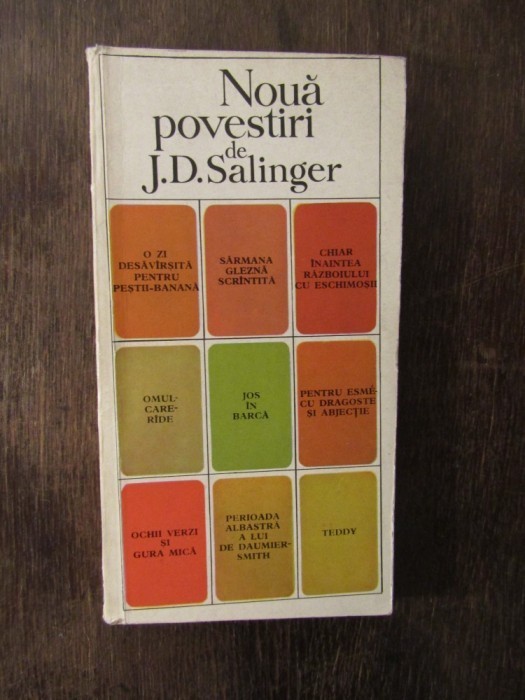 Nouă
povestiri
de
J.D.Salinger
O ZI
DESĂVÎRȘITĂ
PENTRU
PEȘTII-BANANĂ
SĂRMANA
GLEZNĂ
SCRÎNTITĂ
CHIAR
ÎNAINTEA
RĂZBOIULUI
CU ESCHIMOȘII
OMUL-
CARE-
RÎDE
JOS
ÎN
BARCĂ
PENTRU ESMÉ-
CU DRAGOSTE
ȘI ABJECȚIE
OCHII VERZI
ȘI
GURA MICĂ
PERIOADA
ALBASTRĂ
A LUI
DE DAUMIER-
SMITH
TEDDY